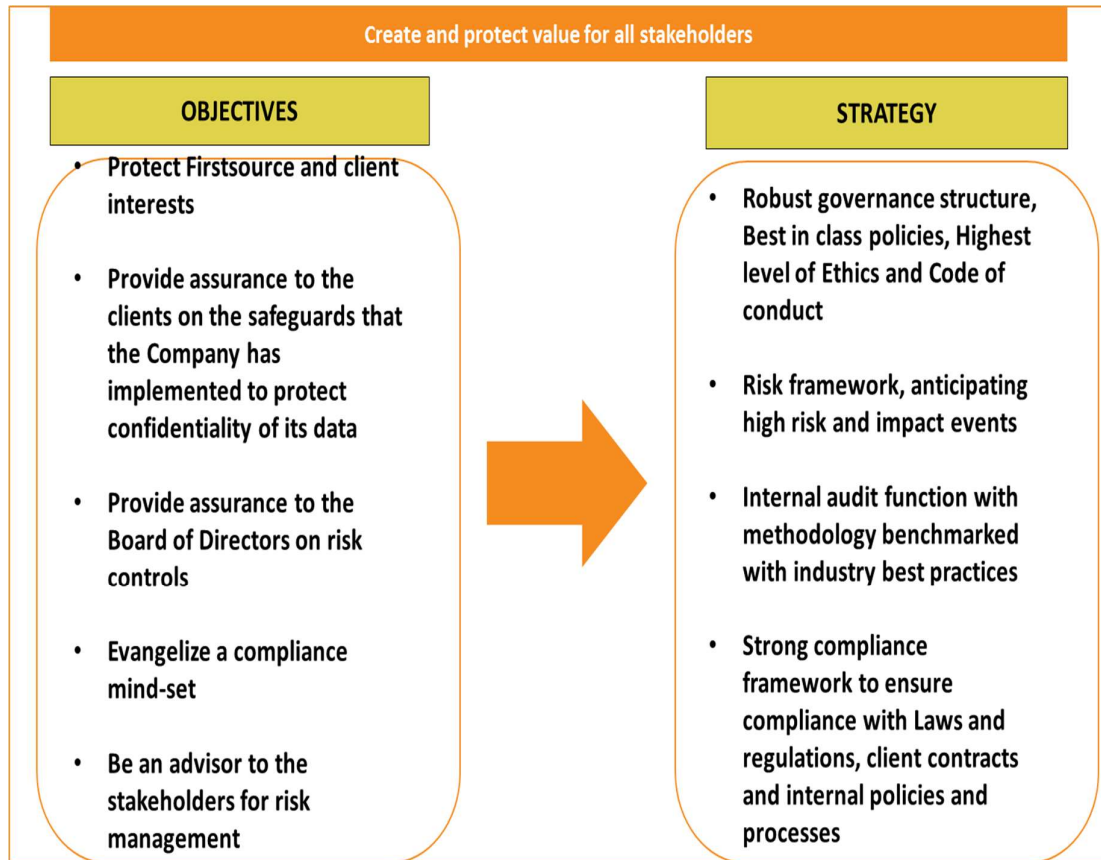 Create and protect value for all stakeholders
OBJECTIVES
• Protect Firstsource and client
interests
• Provide assurance to the
clients on the safeguards that
the Company has
implemented to protect
confidentiality of its data
• Provide assurance to the
Board of Directors on risk
controls
• Evangelize a compliance
mind-set
• Be an advisor to the
stakeholders for risk
management
STRATEGY
• Robust governance structure,
Best in class policies, Highest
level of Ethics and Code of
conduct
• Risk framework, anticipating
high risk and impact events
• Internal audit function with
methodology benchmarked
with industry best practices
• Strong compliance
framework to ensure
compliance with Laws and
regulations, client contracts
and internal policies and
processes